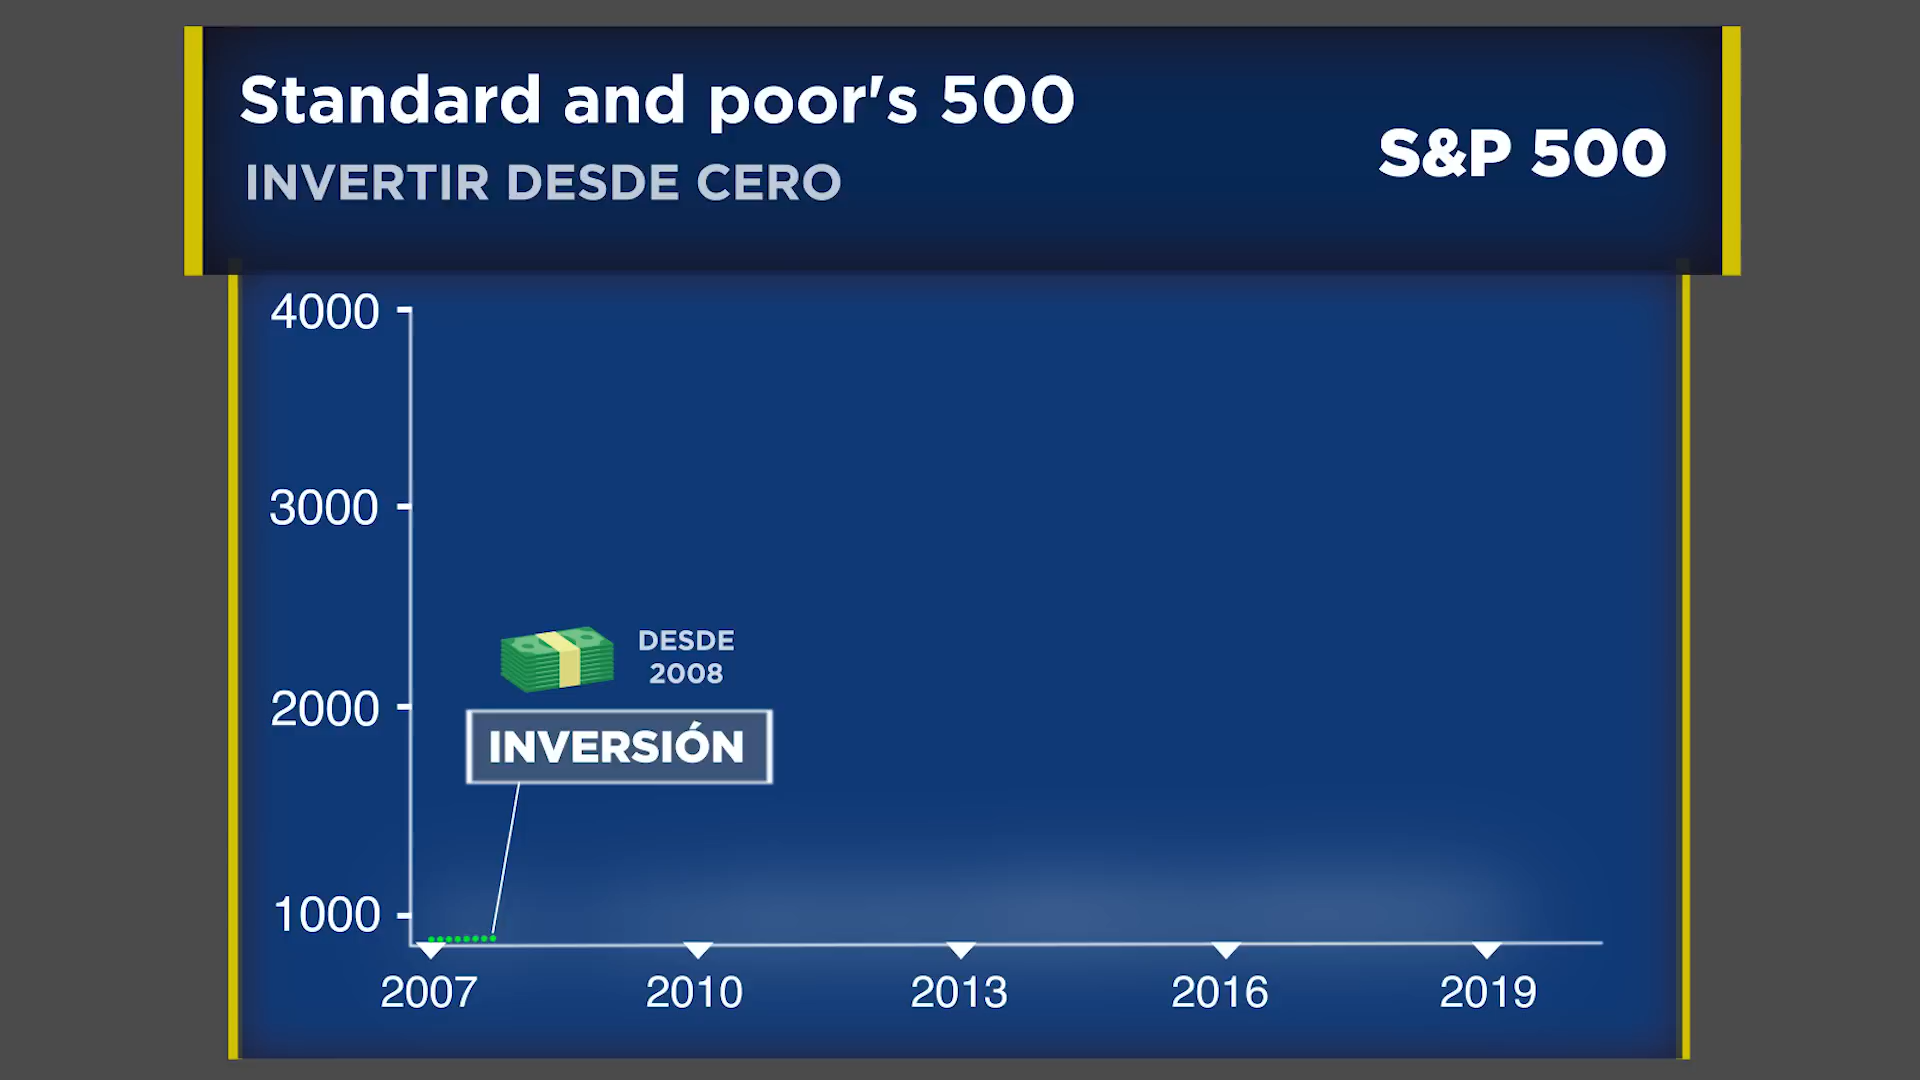 Standard and poor's 500
INVERTIR DESDE CERO
S&P 500
4000
3000
2000
1000
DESDE
2008
INVERSIÓN
2007
2010
2013
2016
2019